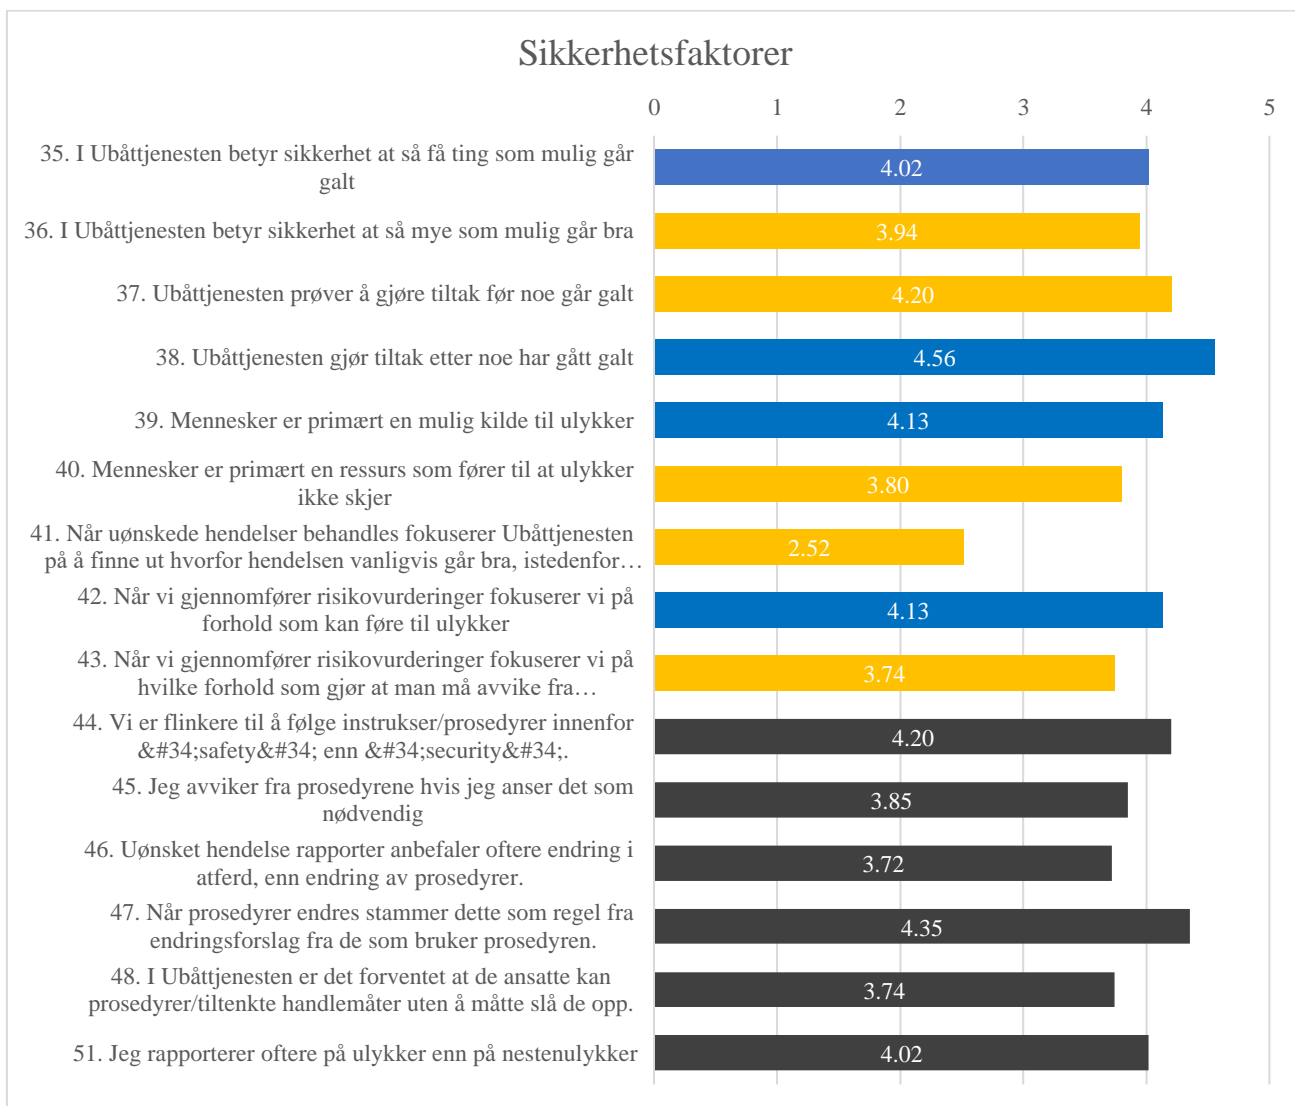 Sikkerhetsfaktorer
0 1 2 3 4 5
35. I Ubåttjenesten betyr sikkerhet at så få ting som mulig går
galt
4.02
36. I Ubåttjenesten betyr sikkerhet at så mye som mulig går bra
3.94
37. Ubåttjenesten prøver å gjøre tiltak før noe går galt
4.20
38. Ubåttjenesten gjør tiltak etter noe har gått galt
4.56
39. Mennesker er primært en mulig kilde til ulykker
4.13
40. Mennesker er primært en ressurs som fører til at ulykker
ikke skjer
3.80
41. Når uønskede hendelser behandles fokuserer Ubåttjenesten
på å finne ut hvorfor hendelsen vanligvis går bra, istedenfor…
2.52
42. Når vi gjennomfører risikovurderinger fokuserer vi på
forhold som kan føre til ulykker
4.13
43. Når vi gjennomfører risikovurderinger fokuserer vi på
hvilke forhold som gjør at man må avvike fra…
3.74
44. Vi er flinkere til å følge instrukser/prosedyrer innenfor
&#34;safety&#34; enn &#34;security&#34;.
4.20
45. Jeg avviker fra prosedyrene hvis jeg anser det som
nødvendig
3.85
46. Uønsket hendelse rapporter anbefaler oftere endring i
atferd, enn endring av prosedyrer.
3.72
47. Når prosedyrer endres stammer dette som regel fra
endringsforslag fra de som bruker prosedyren.
4.35
48. I Ubåttjenesten er det forventet at de ansatte kan
prosedyrer/tiltenkte handlemåter uten å måtte slå de opp.
3.74
51. Jeg rapporterer oftere på ulykker enn på nestenulykker
4.02